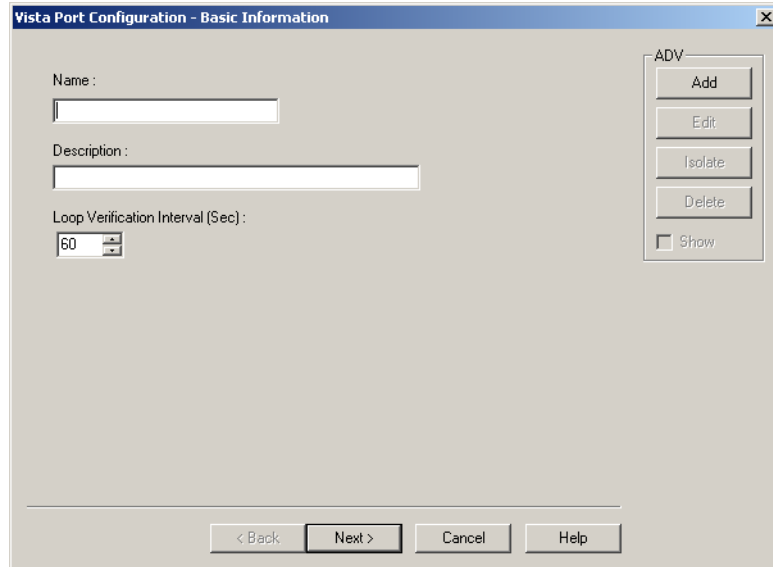 Vista Port Configuration - Basic Information
Name :
Description :
Loop Verification Interval (Sec) :
60
ADV
Add
Edit
Isolate
Delete
Show
< Back
Next >
Cancel
Help